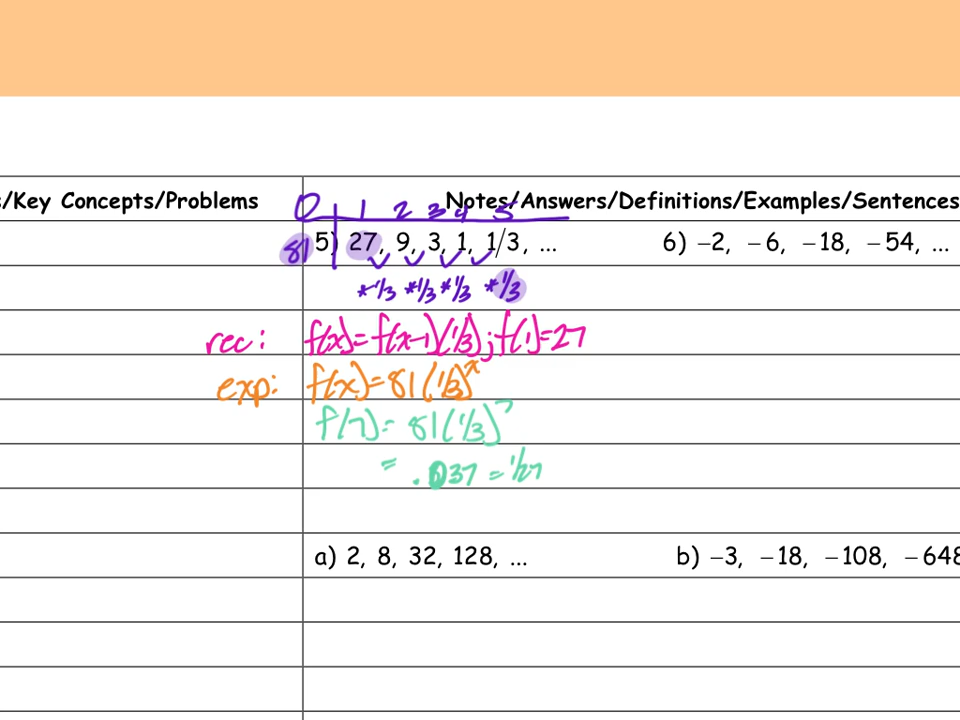 s/Key Concepts/Problems Notes/Answers/Definitions/Examples/Sentences
0 1 2 3 4 5
81 5) 27, 9, 3, 1, 1/3, ... 6) −2, −6, −18, −54, ...
*1/3 *1/3 *1/3 *1/3
rec: f(x)=f(x-1)(1/3); f(1)=27
exp: f(x)=81(1/3)^x
f(7)= 81(1/3)^7
= .037 = 1/27
a) 2, 8, 32, 128, ... b) −3, −18, −108, −648